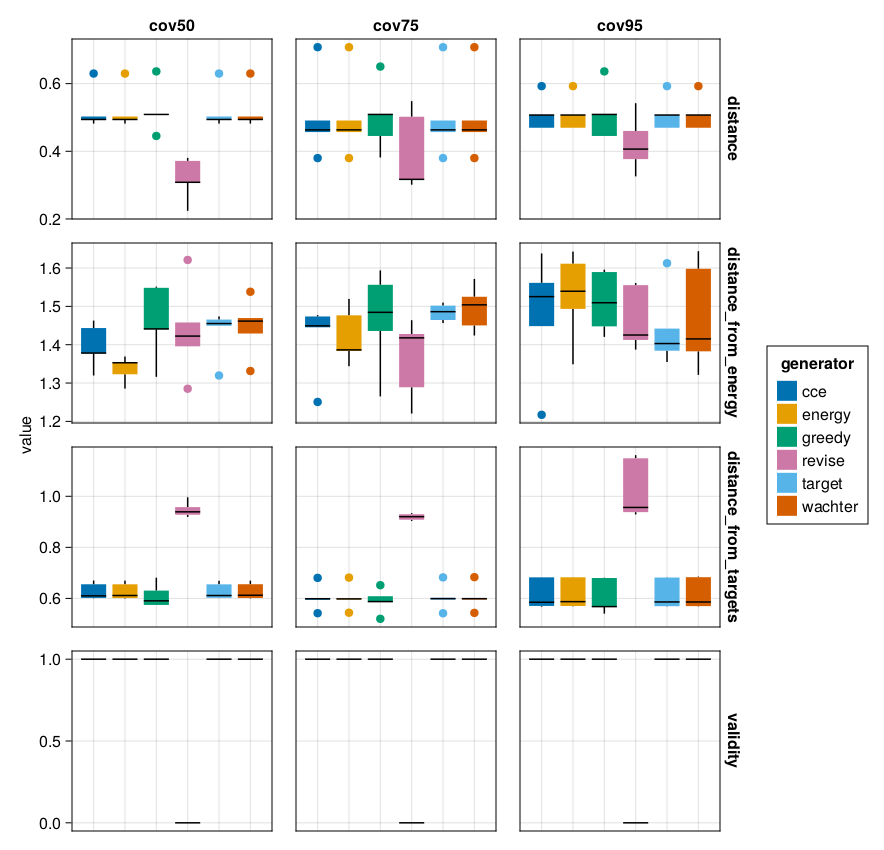 cov50 cov75 cov95
0.6
0.4
0.2
distance
1.6
1.5
1.4
1.3
1.2
distance_from_energy
value
1.0
0.8
0.6
distance_from_targets
1.0
0.5
0.0
validity
generator
cce
energy
greedy
revise
target
wachter